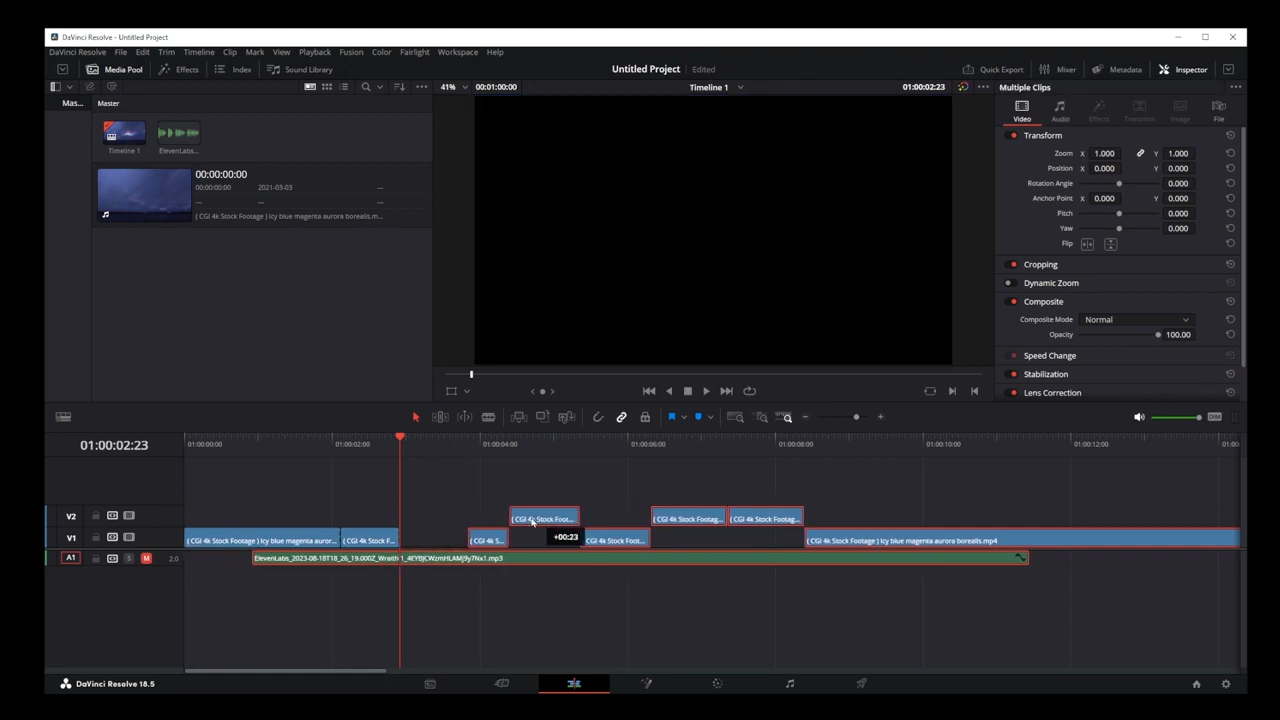 DaVinci Resolve - Untitled Project
DaVinci Resolve File Edit Trim Timeline Clip Mark View Playback Fusion Color Fairlight Workspace Help
Media Pool Effects Index Sound Library Untitled Project Edited Quick Export Mixer Metadata Inspector
41% 00:01:00:00 Timeline 1 01:00:02:23 Multiple Clips
Mas... Master
Video Audio Effects Transition Image File
Timeline 1 ElevenLabs...
Transform
Zoom X 1.000 Y 1.000
Position X 0.000 Y 0.000
Rotation Angle 0.000
Anchor Point X 0.000 Y 0.000
Pitch 0.000
Yaw 0.000
Flip
00:00:00:00
00:00:00:00 2021-03-03 --
-- -- --
( CGI 4k Stock Footage ) Icy blue magenta aurora borealis.m...
Cropping
Dynamic Zoom
Composite
Composite Mode Normal
Opacity 100.00
Speed Change
Stabilization
Lens Correction
DIM
01:00:02:23
01:00:00:00 01:00:02:00 01:00:04:00 01:00:06:00 01:00:08:00 01:00:10:00 01:00:12:00 01:00:
V2 ( CGI 4k Stock Foot... ( CGI 4k Stock Footag... ( CGI 4k Stock Footag...
+00:23
V1 ( CGI 4k Stock Footage ) Icy blue magenta auror... ( CGI 4k Stock F... ( CGI 4k S... CGI 4k Stock Foot... ( CGI 4k Stock Footage ) Icy blue magenta aurora borealis.mp4
A1 S M 2.0
DaVinci Resolve 18.5